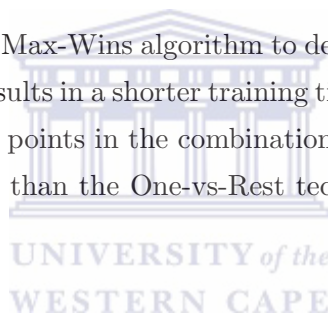 Max-Wins algorithm to de
sults in a shorter training ti
points in the combination
than the One-vs-Rest tec
UNIVERSITY of the
WESTERN CAPE